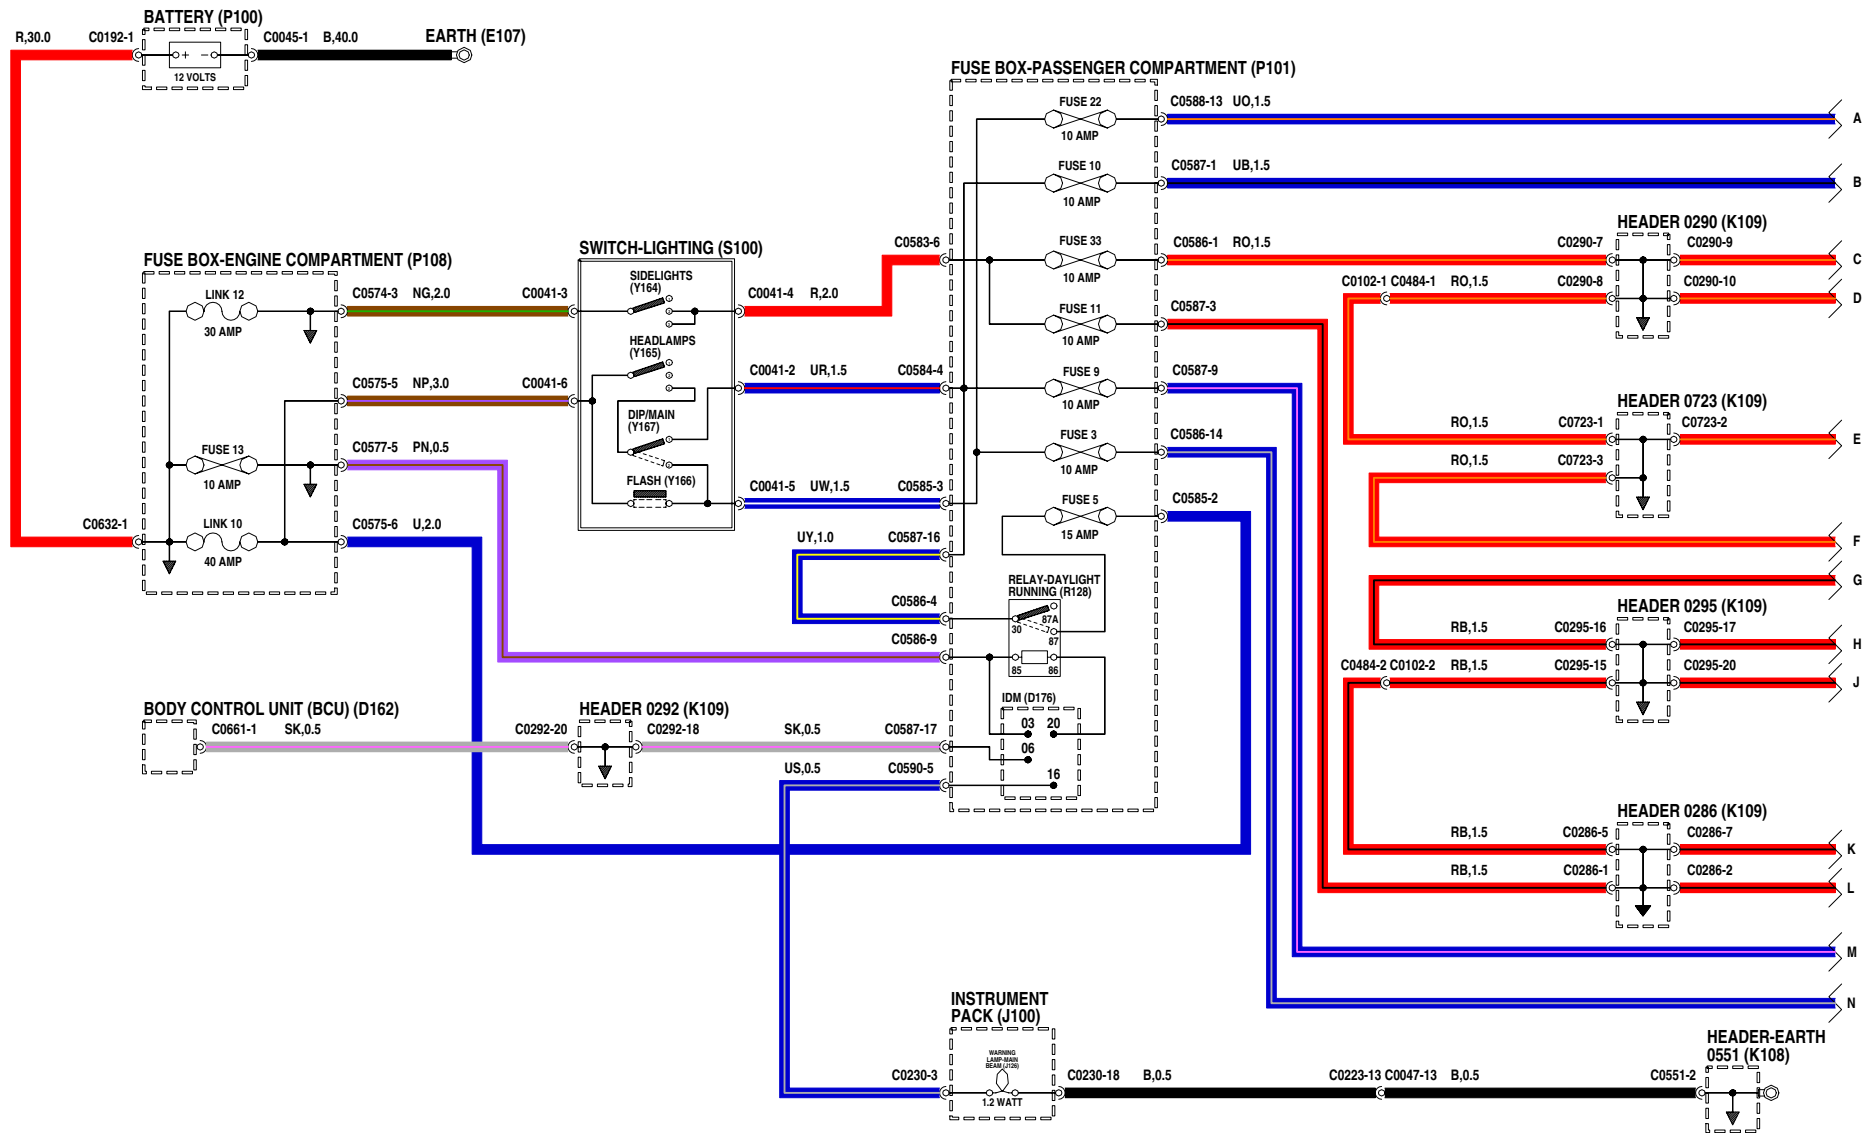 BATTERY (P100)
R,30.0
C0192-1
12 VOLTS
C0045-1
B,40.0
EARTH (E107)
FUSE BOX-ENGINE COMPARTMENT (P108)
LINK 12
30 AMP
FUSE 13
10 AMP
LINK 10
40 AMP
C0632-1
C0574-3
NG,2.0
C0041-3
C0575-5
NP,3.0
C0041-6
C0577-5
PN,0.5
C0575-6
U,2.0
SWITCH-LIGHTING (S100)
SIDELIGHTS
(Y164)
HEADLAMPS
(Y165)
DIP/MAIN
(Y167)
FLASH (Y166)
C0041-4
R,2.0
C0583-6
C0041-2
UR,1.5
C0584-4
C0041-5
UW,1.5
C0585-3
UY,1.0
C0587-16
C0586-4
C0586-9
BODY CONTROL UNIT (BCU) (D162)
C0661-1
SK,0.5
C0292-20
HEADER 0292 (K109)
C0292-18
SK,0.5
C0587-17
US,0.5
C0590-5
FUSE BOX-PASSENGER COMPARTMENT (P101)
FUSE 22
10 AMP
FUSE 10
10 AMP
FUSE 33
10 AMP
FUSE 11
10 AMP
FUSE 9
10 AMP
FUSE 3
10 AMP
FUSE 5
15 AMP
RELAY-DAYLIGHT
RUNNING (R128)
87A
30
87
85
86
IDM (D176)
03
20
06
16
C0588-13
UO,1.5
A
C0587-1
UB,1.5
B
C0586-1
RO,1.5
C0587-3
C0587-9
C0586-14
C0585-2
HEADER 0290 (K109)
C0290-7
C0290-9
C
C0102-1
C0484-1
RO,1.5
C0290-8
C0290-10
D
HEADER 0723 (K109)
RO,1.5
C0723-1
C0723-2
E
RO,1.5
C0723-3
F
G
HEADER 0295 (K109)
RB,1.5
C0295-16
C0295-17
H
C0484-2
C0102-2
RB,1.5
C0295-15
C0295-20
J
HEADER 0286 (K109)
RB,1.5
C0286-5
C0286-7
K
RB,1.5
C0286-1
C0286-2
L
M
N
INSTRUMENT
PACK (J100)
WARNING
LAMP-MAIN
BEAM (J126)
1.2 WATT
C0230-3
C0230-18
B,0.5
C0223-13
C0047-13
B,0.5
C0551-2
HEADER-EARTH
0551 (K108)